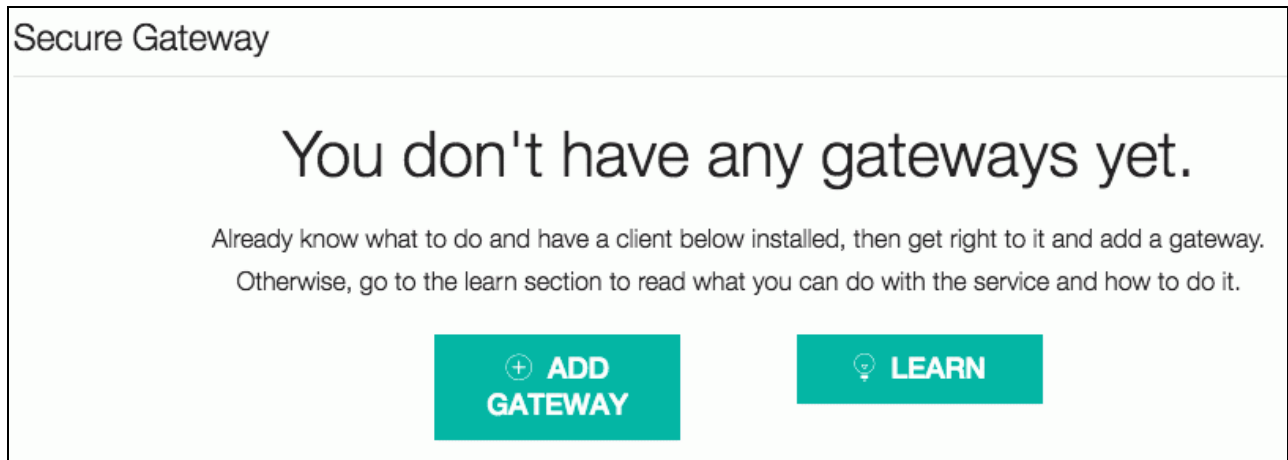 Secure Gateway
You don't have any gateways yet.
Already know what to do and have a client below installed, then get right to it and add a gateway.
Otherwise, go to the learn section to read what you can do with the service and how to do it.
ADD
GATEWAY
LEARN